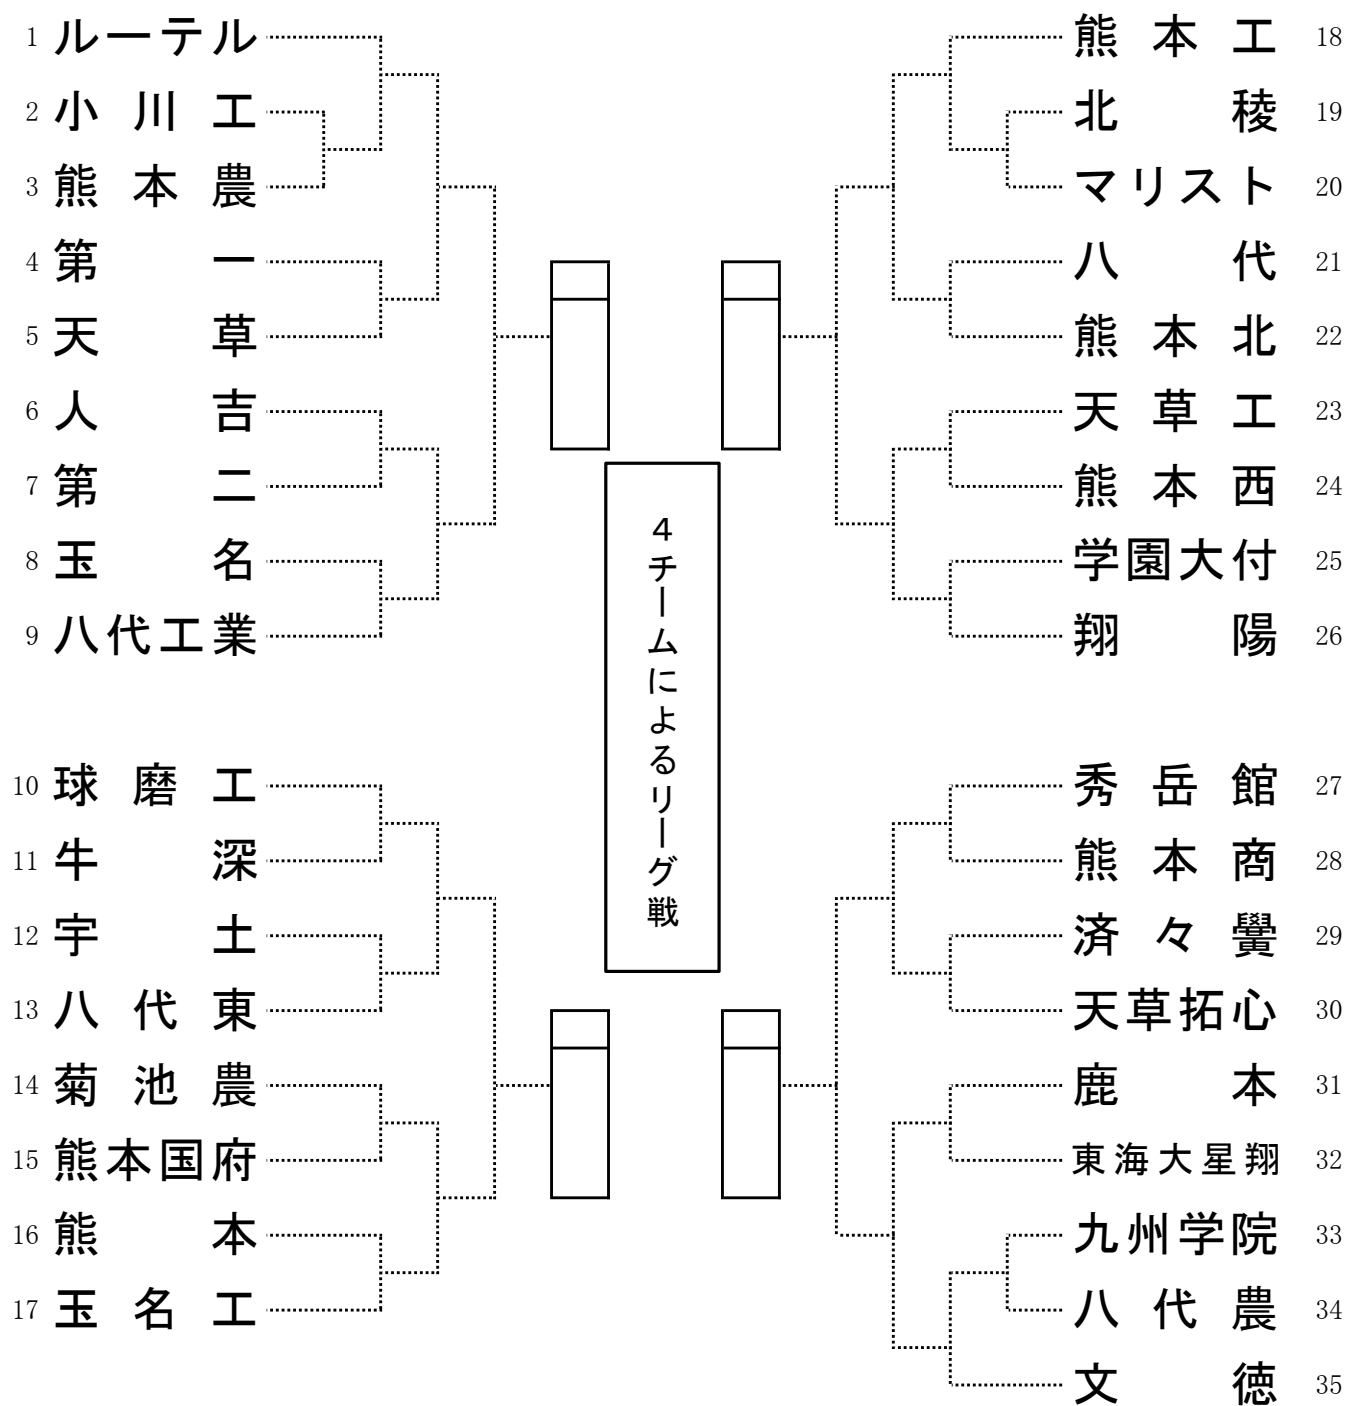 1 ルーテル
2 小川工
3 熊本農
4 第一
5 天草
6 人吉
7 第二
8 玉名
9 八代工業
10 球磨工
11 牛深
12 宇土
13 八代東
14 菊池農
15 熊本国府
16 熊本
17 玉名工
4チームによるリーグ戦
熊本工 18
北稜 19
マリスト 20
八代 21
熊本北 22
天草工 23
熊本西 24
学園大付 25
翔陽 26
秀岳館 27
熊本商 28
済々黌 29
天草拓心 30
鹿本 31
東海大星翔 32
九州学院 33
八代農 34
文徳 35